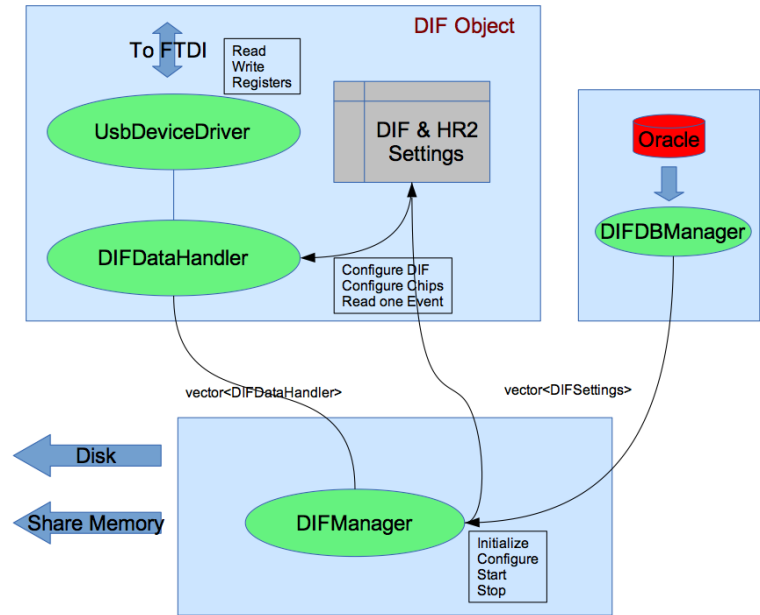 DIF Object
To FTDI
Read
Write
Registers
UsbDeviceDriver
DIF & HR2
Settings
Oracle
DIFDBManager
DIFDataHandler
Configure DIF
Configure Chips
Read one Event
vector<DIFDataHandler>
vector<DIFSettings>
Disk
Share Memory
DIFManager
Initialize
Configure
Start
Stop